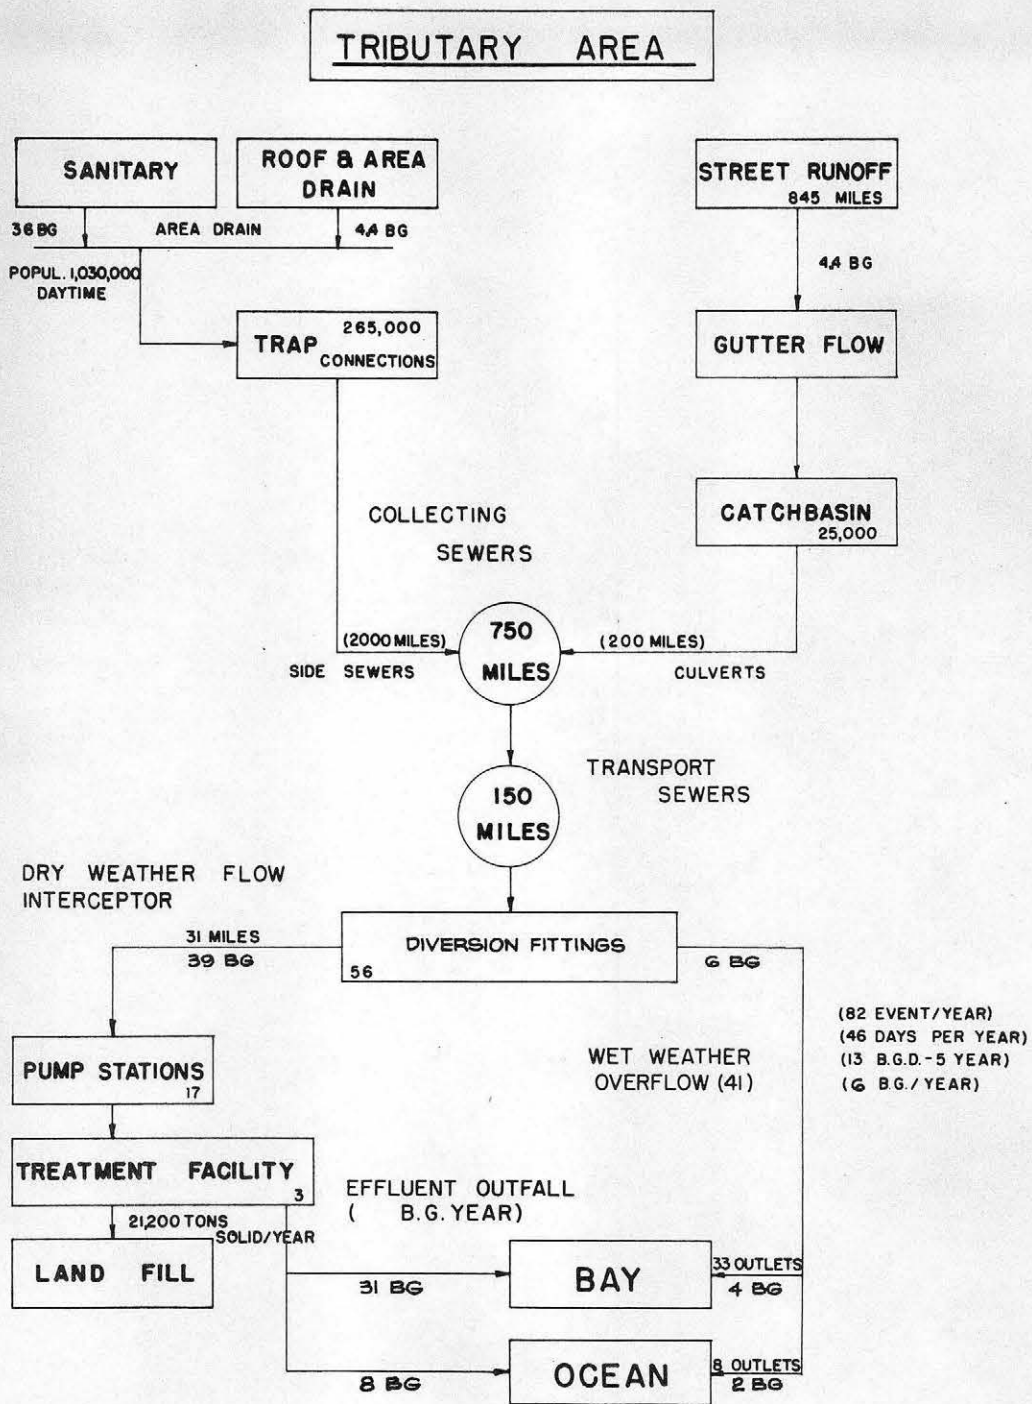 TRIBUTARY AREA
SANITARY
ROOF & AREA
DRAIN
STREET RUNOFF
845 MILES
36 BG
AREA DRAIN
4.4 BG
POPUL. 1,030,000
DAYTIME
4.4 BG
265,000
TRAP
CONNECTIONS
GUTTER FLOW
COLLECTING
SEWERS
CATCHBASIN
25,000
750
MILES
(2000 MILES)
(200 MILES)
SIDE SEWERS
CULVERTS
TRANSPORT
SEWERS
150
MILES
DRY WEATHER FLOW
INTERCEPTOR
31 MILES
39 BG
DIVERSION FITTINGS
56
6 BG
(82 EVENT/YEAR)
(46 DAYS PER YEAR)
(13 B.G.D.-5 YEAR)
(6 B.G./YEAR)
WET WEATHER
OVERFLOW (41)
PUMP STATIONS
17
TREATMENT FACILITY
3
EFFLUENT OUTFALL
( B.G. YEAR)
21,200 TONS
SOLID/YEAR
LAND FILL
31 BG
BAY
33 OUTLETS
4 BG
8 BG
OCEAN
8 OUTLETS
2 BG